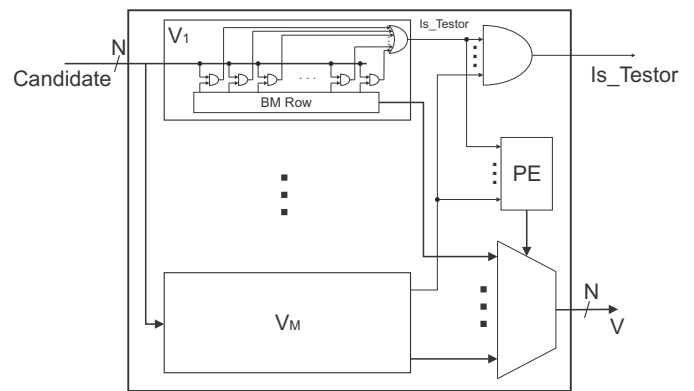 V1
Is_Testor
N
Candidate
Is_Testor
. . .
BM Row
PE
VM
N
V